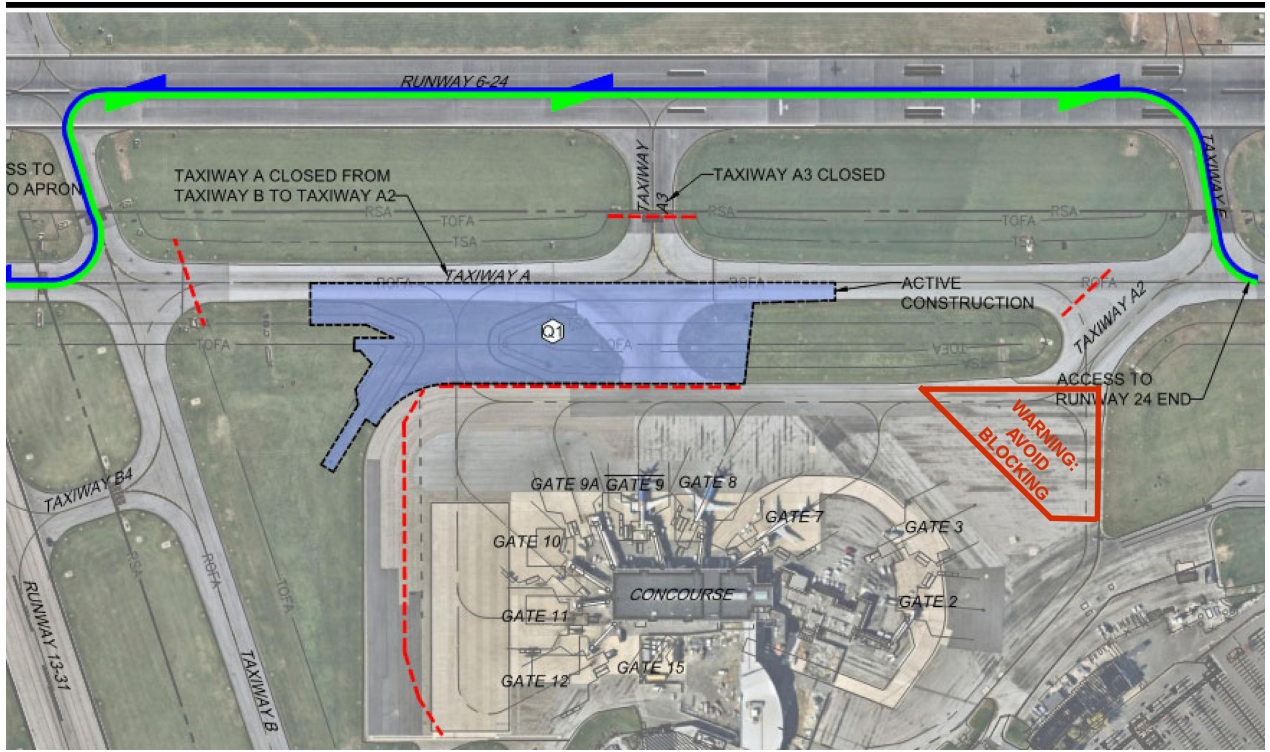 RUNWAY 6-24
SS TO
O APRON
TAXIWAY A CLOSED FROM
TAXIWAY B TO TAXIWAY A2
TAXIWAY
A3
TAXIWAY A3 CLOSED
RSA
TOFA
TSA
RSA
RSA
TOFA
TSA
TAXIWAY
TAXIWAY A
ROFA
ROFA
ROFA
ACTIVE
CONSTRUCTION
TAXIWAY A2
Q1
TOFA
TOFA
TOFA
ACCESS TO
RUNWAY 24 END
WARNING:
AVOID
BLOCKING
TAXIWAY B4
RSA
ROFA
TOFA
RUNWAY 13-31
TAXIWAY B
GATE 9A
GATE 9
GATE 8
GATE 7
GATE 3
GATE 10
GATE 2
CONCOURSE
GATE 11
GATE 15
GATE 12